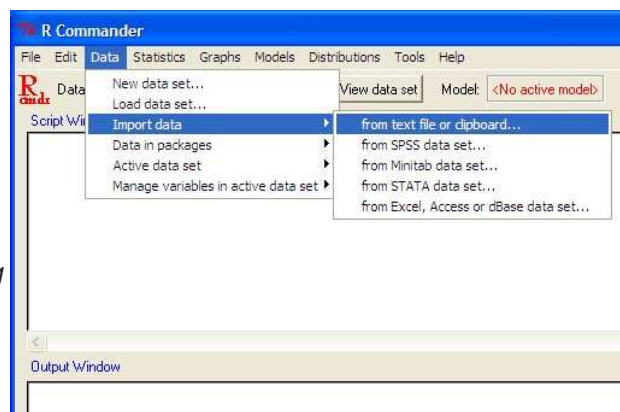 R Commander
File Edit Data Statistics Graphs Models Distributions Tools Help
R cmdr Data View data set Model: <No active model>
New data set...
Load data set...
Import data
Data in packages
Active data set
Manage variables in active data set
from text file or clipboard...
from SPSS data set...
from Minitab data set...
from STATA data set...
from Excel, Access or dBase data set...
Script Wi
Output Window